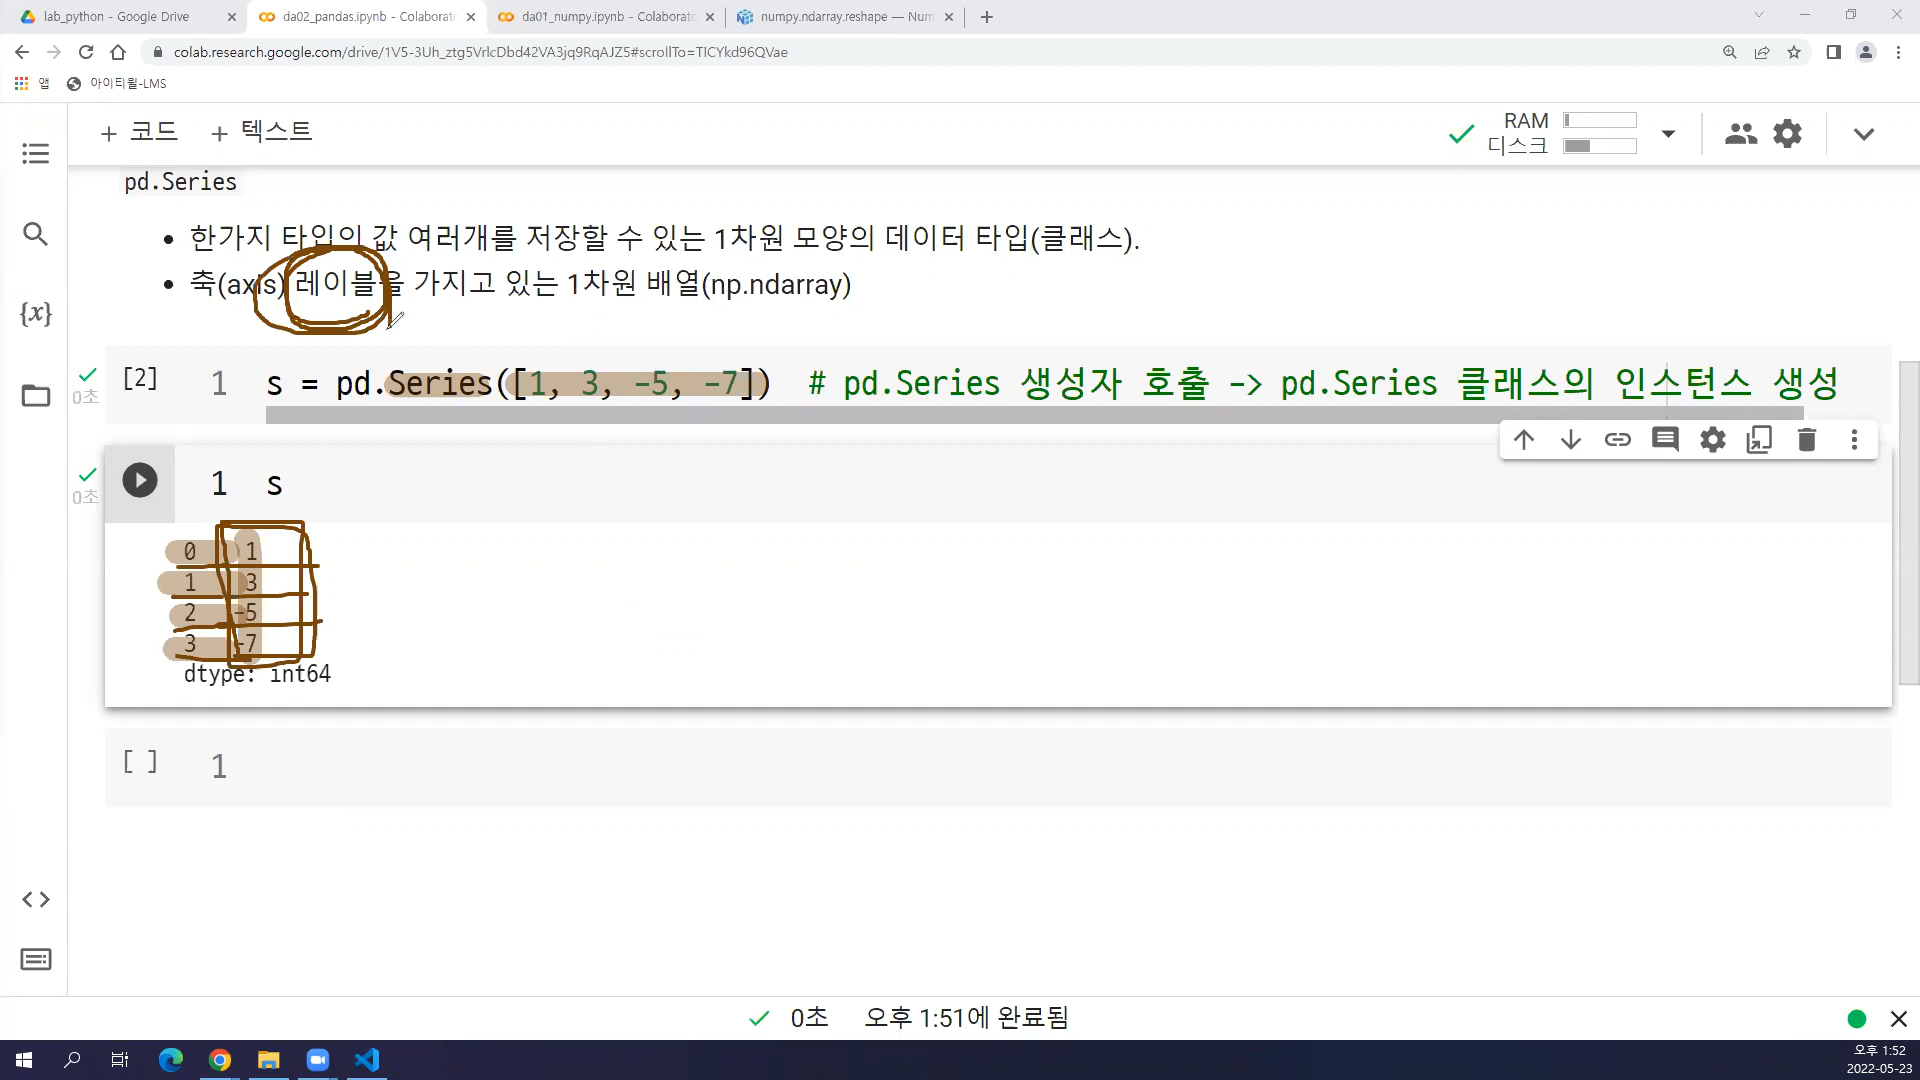 lab_python - Google Drive
da02_pandas.ipynb - Colaborato
da01_numpy.ipynb - Colaborato
numpy.ndarray.reshape — Num
colab.research.google.com/drive/1V5-3Uh_ztg5VrlcDbd42VA3jq9RqAJZ5#scrollTo=TICYkd96QVae
앱 아이티윌-LMS
+ 코드 + 텍스트
RAM
디스크
pd.Series
• 한가지 타입의 값 여러개를 저장할 수 있는 1차원 모양의 데이터 타입(클래스).
• 축(axis) 레이블을 가지고 있는 1차원 배열(np.ndarray)
{x}
0초
[2] 1 s = pd.Series([1, 3, -5, -7]) # pd.Series 생성자 호출 -> pd.Series 클래스의 인스턴스 생성
0초
1 s
0 1
1 3
2 -5
3 -7
dtype: int64
[ ] 1
0초 오후 1:51에 완료됨
오후 1:52
2022-05-23